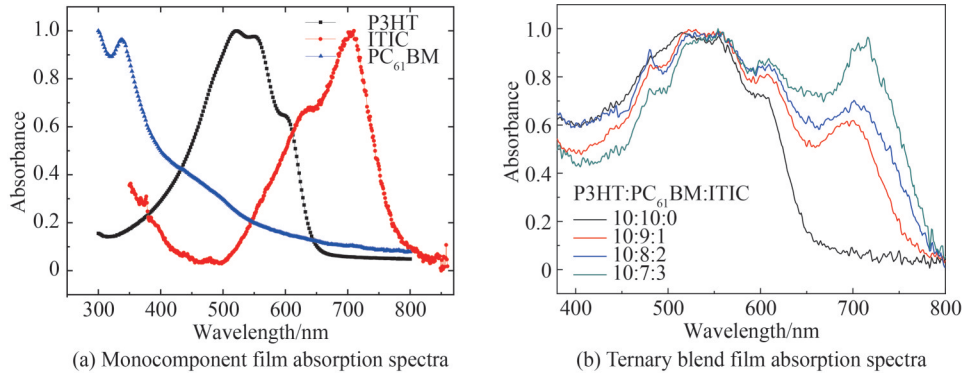 P3HT
ITIC
PC61BM
1.0
0.8
0.6
0.4
0.2
0
Absorbance
300 400 500 600 700 800
Wavelength/nm
(a) Monocomponent film absorption spectra
1.0
0.8
0.6
0.4
0.2
0
Absorbance
P3HT:PC61BM:ITIC
10:10:0
10:9:1
10:8:2
10:7:3
400 500 600 700 800
Wavelength/nm
(b) Ternary blend film absorption spectra